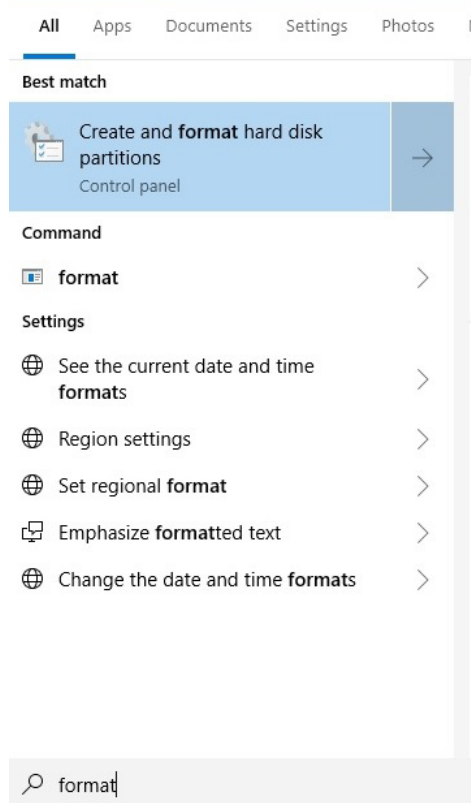 All Apps Documents Settings Photos
Best match
Create and format hard disk
partitions
Control panel
Command
format
Settings
See the current date and time
formats
Region settings
Set regional format
Emphasize formatted text
Change the date and time formats
format